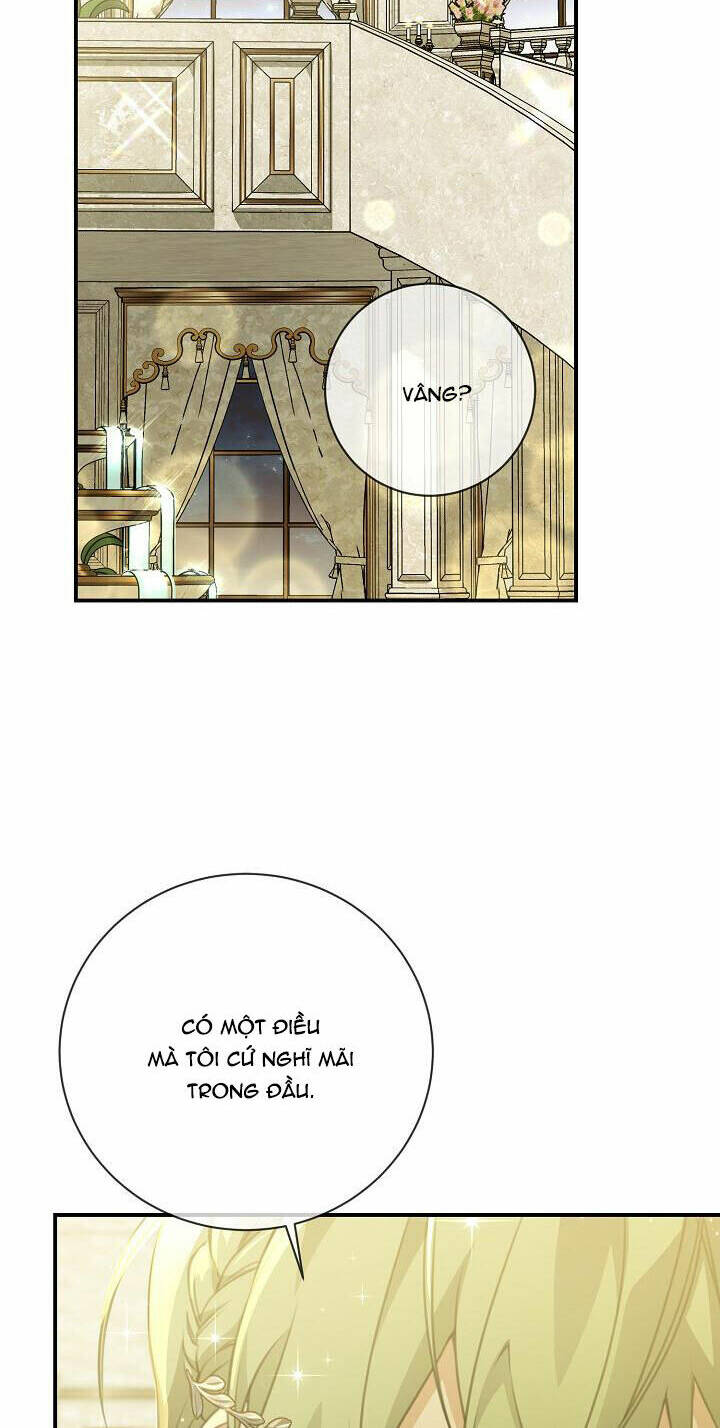 VÂNG?
CÓ MỘT ĐIỀU
MÀ TÔI CỨ NGHĨ MÃI
TRONG ĐẦU.